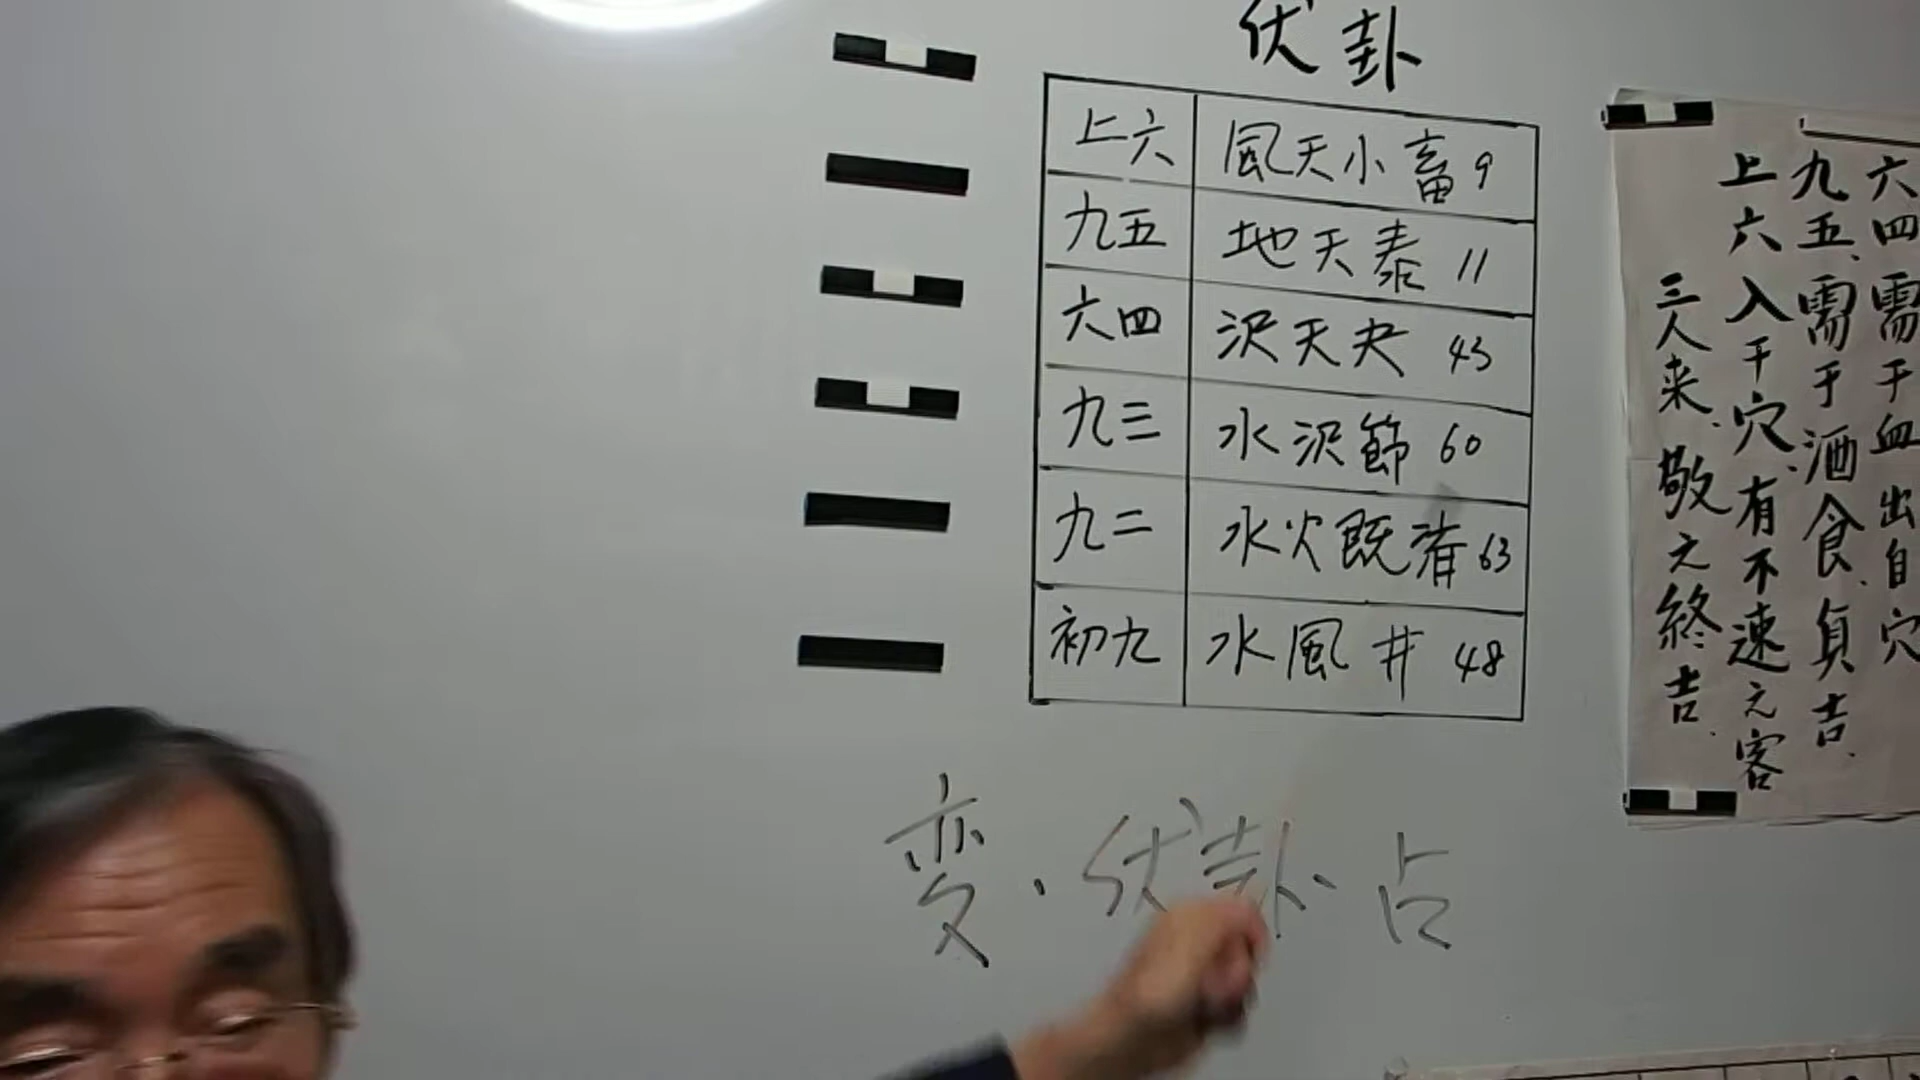 伏卦
上六 風天小畜 9
九五 地天泰 11
六四 沢天夬 43
九三 水沢節 60
九二 水火既済 63
初九 水風井 48
変・伏卦・占
六四需于血出自穴
九五、需于酒食、貞吉、
上六入于穴、有不速之客
三人来、敬之終吉、